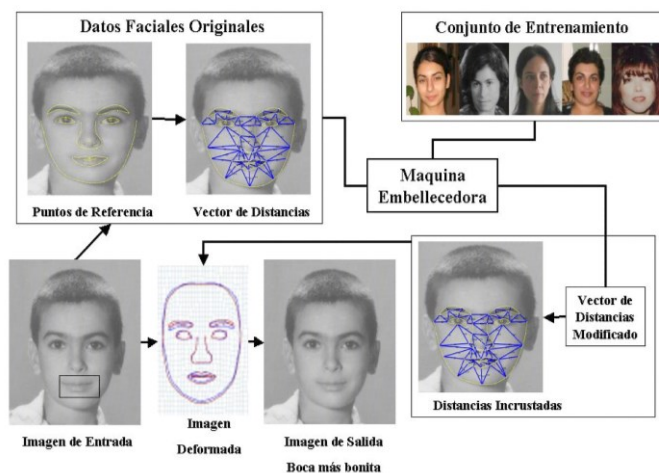 Datos Faciales Originales
Puntos de Referencia
Vector de Distancias
Conjunto de Entrenamiento
Maquina
Embellecedora
Vector de
Distancias
Modificado
Distancias Incrustadas
Imagen de Entrada
Imagen
Deformada
Imagen de Salida
Boca más bonita